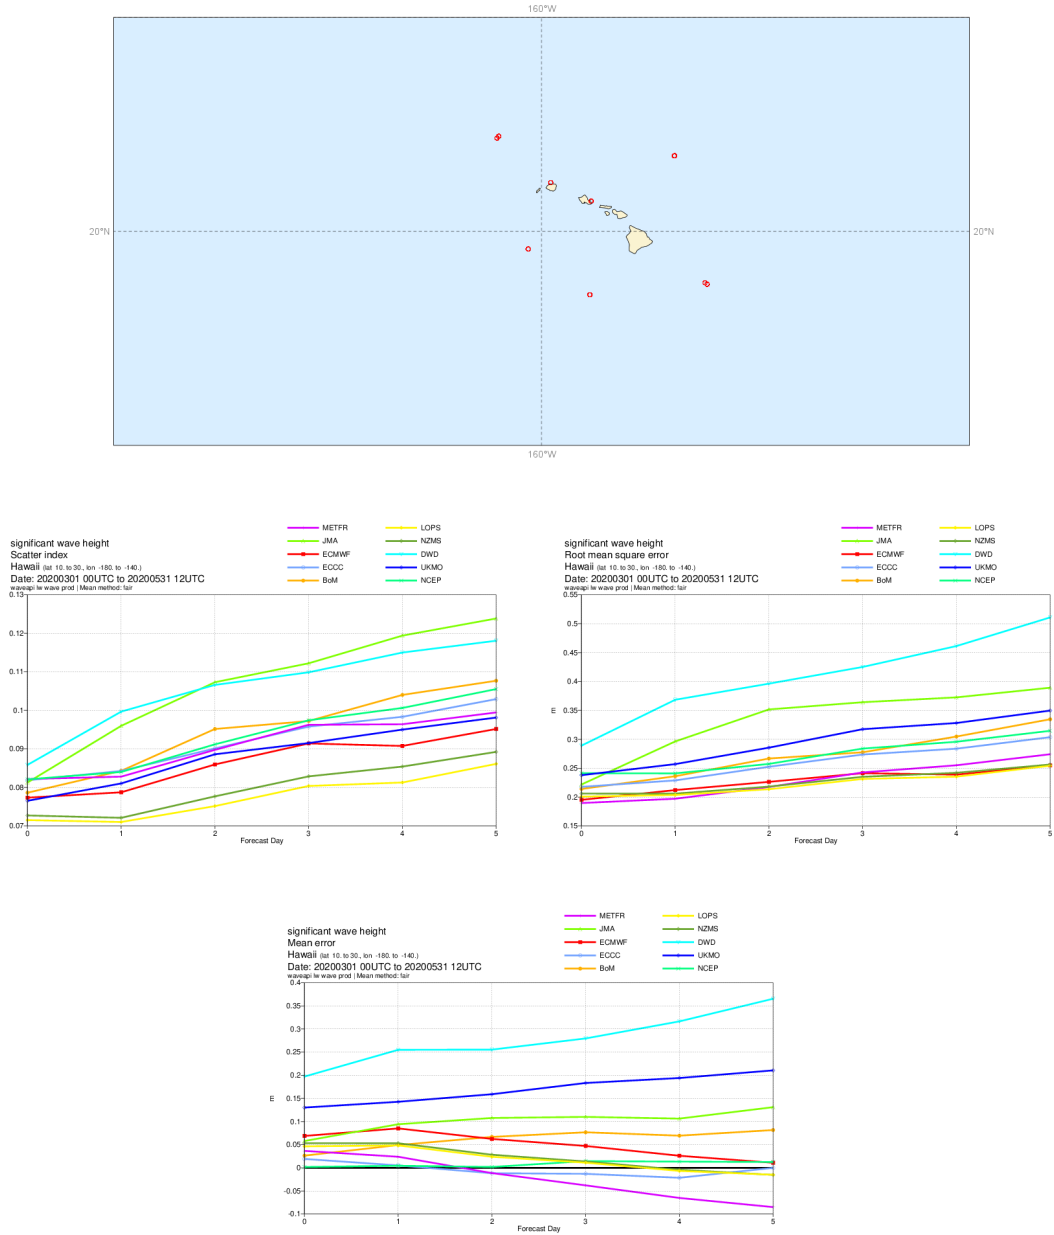 160°W
20°N
20°N
160°W
METFR
LOPS
JMA
NZMS
ECMWF
DWD
ECCC
UKMO
BoM
NCEP
significant wave height
Scatter index
Hawaii (lat 10. to 30., lon -180. to -140.)
Date: 20200301 00UTC to 20200531 12UTC
waveapi lw wave prod | Mean method: fair
0.13
0.12
0.11
0.1
0.09
0.08
0.07
0 1 2 3 4 5
Forecast Day
METFR
LOPS
JMA
NZMS
ECMWF
DWD
ECCC
UKMO
BoM
NCEP
significant wave height
Root mean square error
Hawaii (lat 10. to 30., lon -180. to -140.)
Date: 20200301 00UTC to 20200531 12UTC
waveapi lw wave prod | Mean method: fair
0.55
0.5
0.45
0.4
0.35
0.3
0.25
0.2
0.15
m
0 1 2 3 4 5
Forecast Day
METFR
LOPS
JMA
NZMS
ECMWF
DWD
ECCC
UKMO
BoM
NCEP
significant wave height
Mean error
Hawaii (lat 10. to 30., lon -180. to -140.)
Date: 20200301 00UTC to 20200531 12UTC
waveapi lw wave prod | Mean method: fair
0.4
0.35
0.3
0.25
0.2
0.15
0.1
0.05
0
-0.05
-0.1
m
0 1 2 3 4 5
Forecast Day